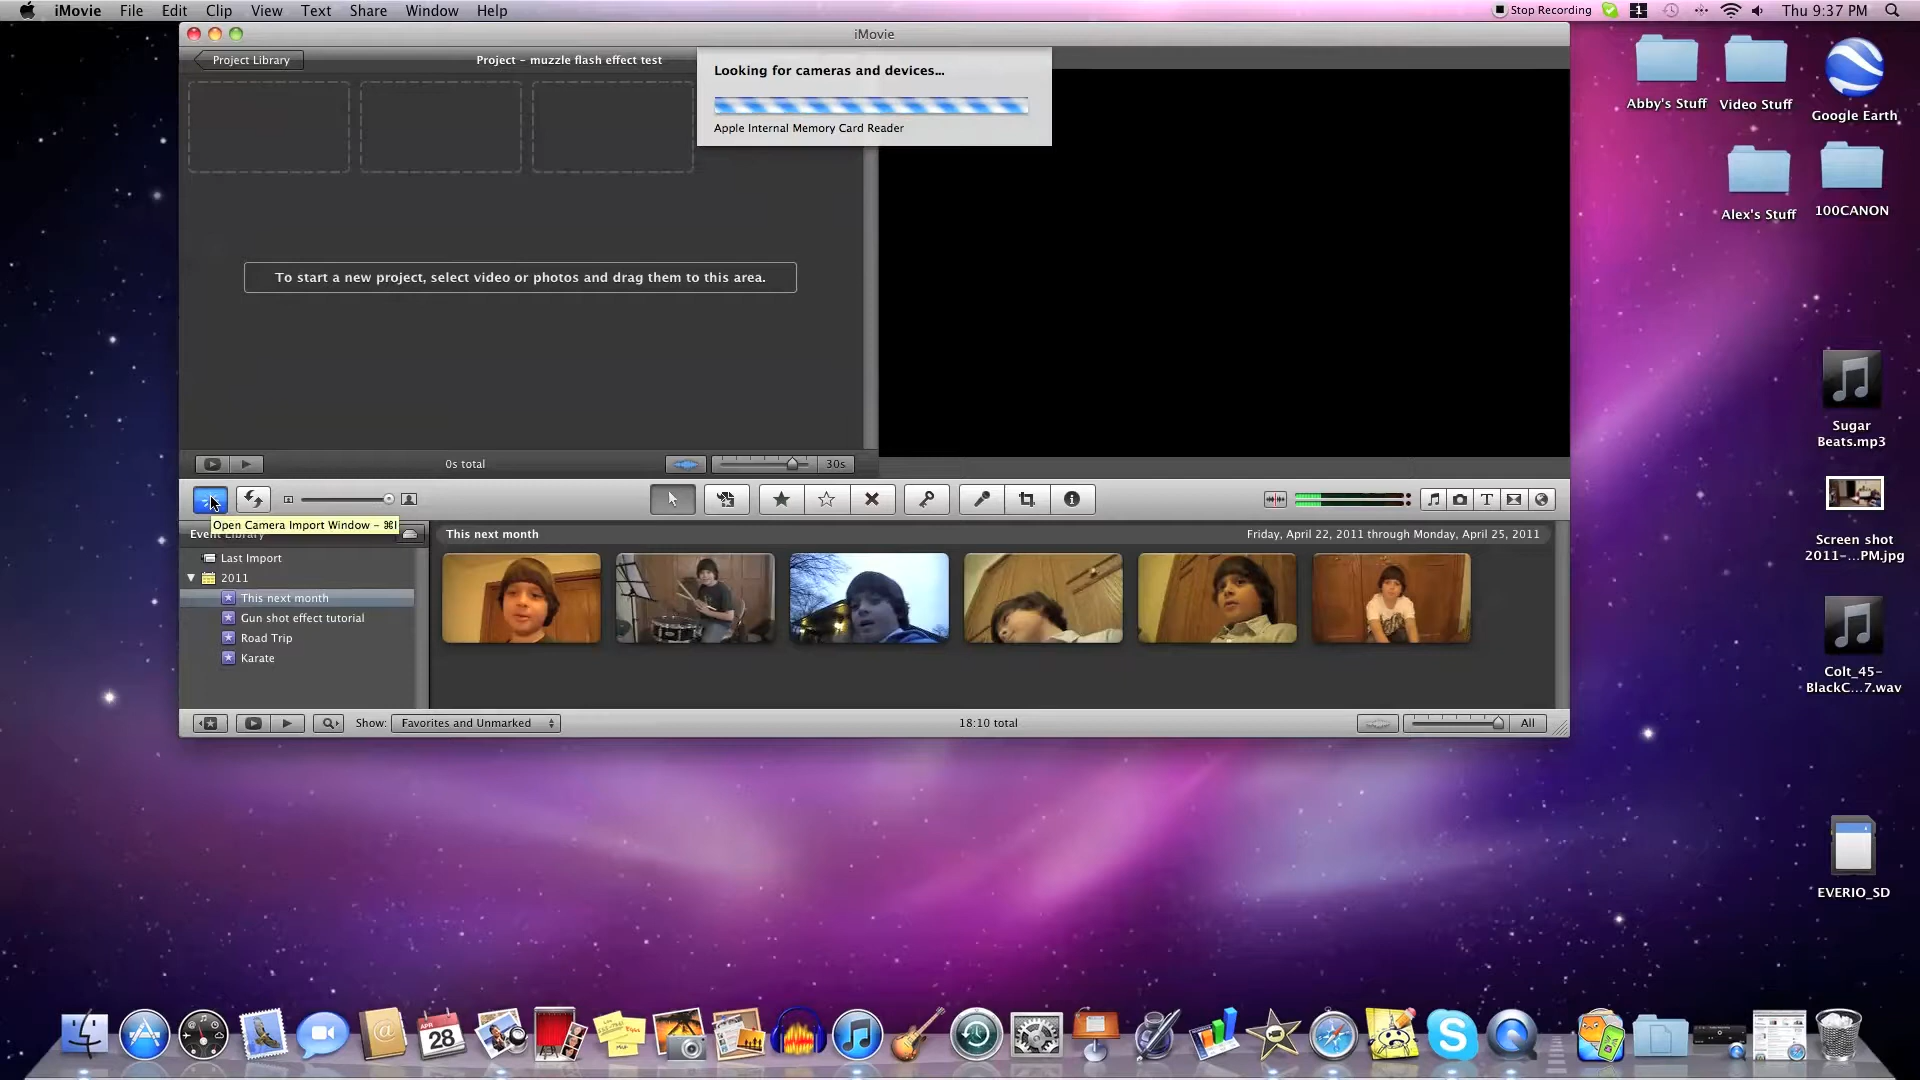 iMovie File Edit Clip View Text Share Window Help
Stop Recording
1
Thu 9:37 PM
iMovie
Project Library
Project - muzzle flash effect test
Looking for cameras and devices...
Apple Internal Memory Card Reader
To start a new project, select video or photos and drag them to this area.
0s total
30s
Open Camera Import Window - ⌘I
Event Library
Last Import
2011
This next month
Gun shot effect tutorial
Road Trip
Karate
This next month
Friday, April 22, 2011 through Monday, April 25, 2011
Show: Favorites and Unmarked
18:10 total
All
Abby's Stuff
Video Stuff
Google Earth
Alex's Stuff
100CANON
Sugar
Beats.mp3
Screen shot
2011-...PM.jpg
Colt_45-
BlackC...7.wav
EVERIO_SD
APR
28